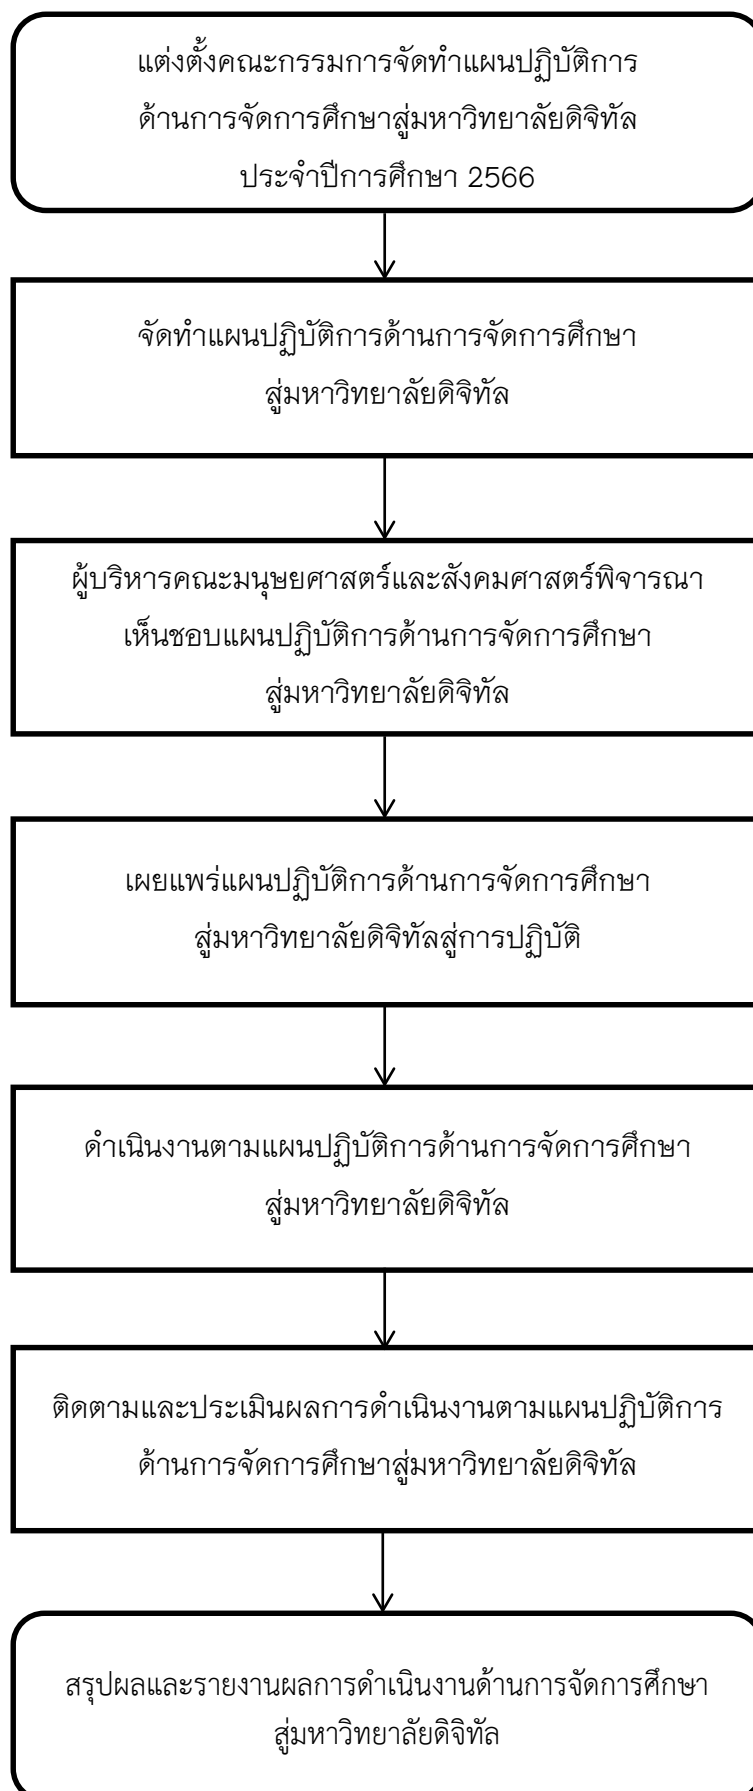 แต่งตั้งคณะกรรมการจัดทำแผนปฏิบัติการ
ด้านการจัดการศึกษาสู่มหาวิทยาลัยดิจิทัล
ประจำปีการศึกษา 2566
จัดทำแผนปฏิบัติการด้านการจัดการศึกษา
สู่มหาวิทยาลัยดิจิทัล
ผู้บริหารคณะมนุษยศาสตร์และสังคมศาสตร์พิจารณา
เห็นชอบแผนปฏิบัติการด้านการจัดการศึกษา
สู่มหาวิทยาลัยดิจิทัล
เผยแพร่แผนปฏิบัติการด้านการจัดการศึกษา
สู่มหาวิทยาลัยดิจิทัลสู่การปฏิบัติ
ดำเนินงานตามแผนปฏิบัติการด้านการจัดการศึกษา
สู่มหาวิทยาลัยดิจิทัล
ติดตามและประเมินผลการดำเนินงานตามแผนปฏิบัติการ
ด้านการจัดการศึกษาสู่มหาวิทยาลัยดิจิทัล
สรุปผลและรายงานผลการดำเนินงานด้านการจัดการศึกษา
สู่มหาวิทยาลัยดิจิทัล